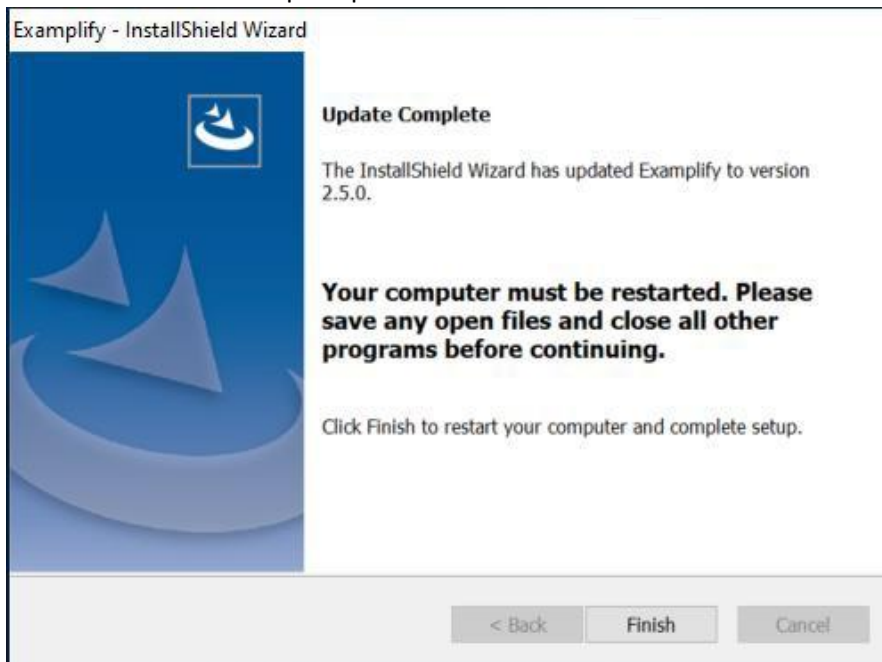 Examplify - InstallShield Wizard
Update Complete
The InstallShield Wizard has updated Examplify to version
2.5.0.
Your computer must be restarted. Please
save any open files and close all other
programs before continuing.
Click Finish to restart your computer and complete setup.
< Back Finish Cancel